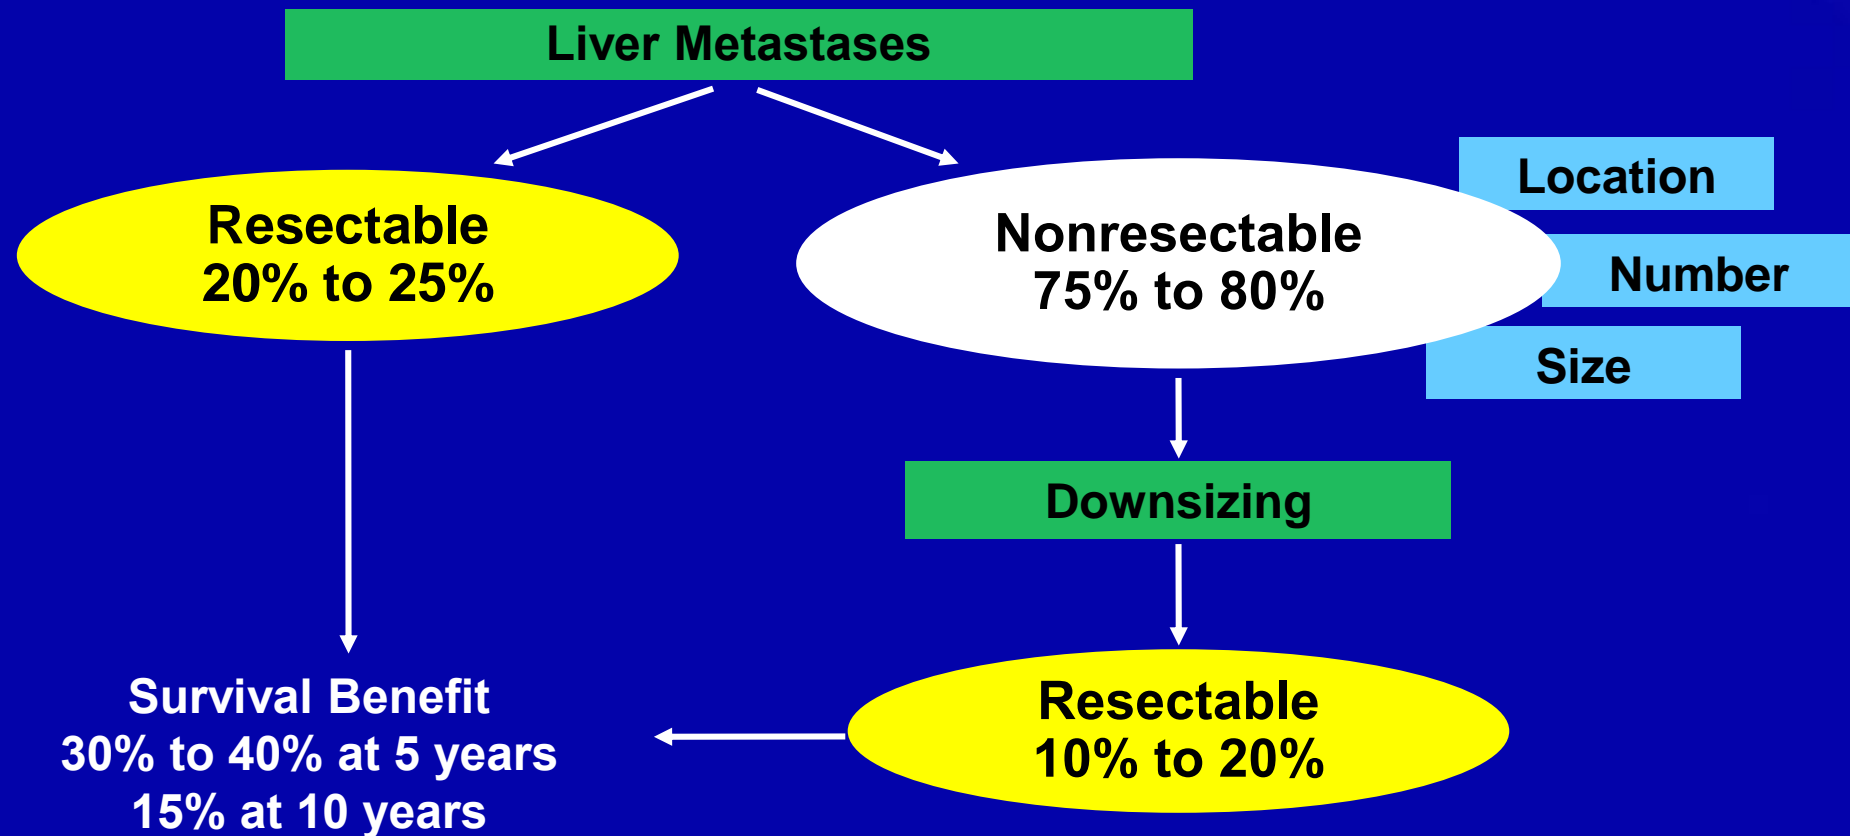 Liver Metastases
Resectable
20% to 25%
Nonresectable
75% to 80%
Location
Number
Size
Downsizing
Resectable
10% to 20%
Survival Benefit
30% to 40% at 5 years
15% at 10 years